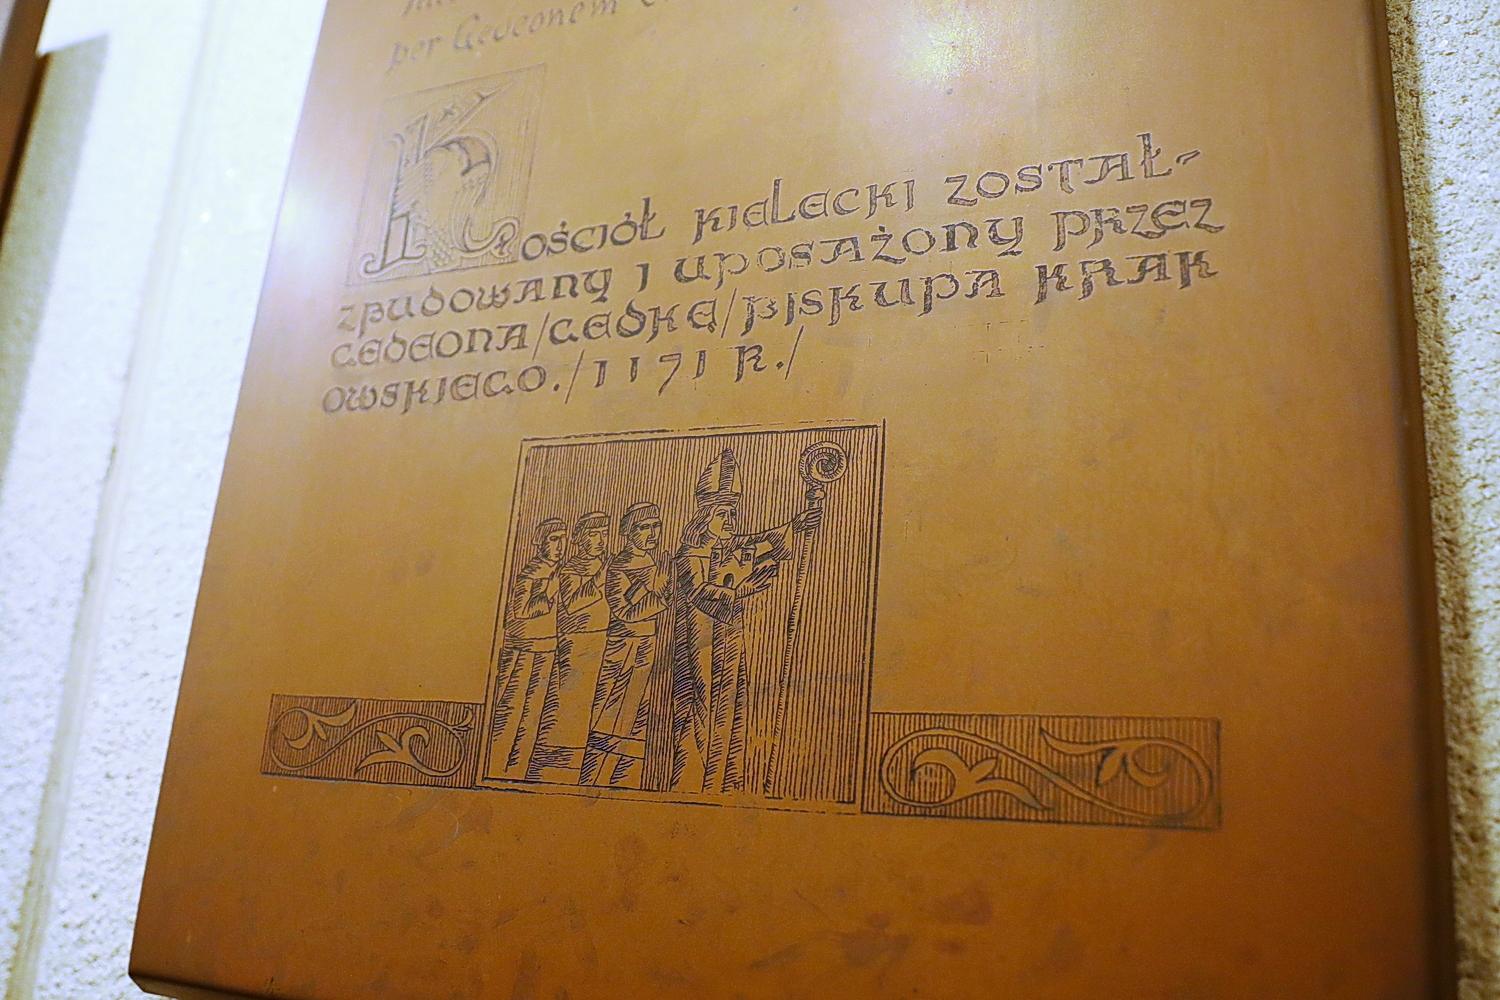 per Gedeonem
KOŚCIÓŁ KIELECKI ZOSTAŁ-
ZBUDOWANY I UPOSAŻONY PRZEZ
GEDEONA/GEDKĘ/BISKUPA KRAK
OWSKIEGO./1171 R./